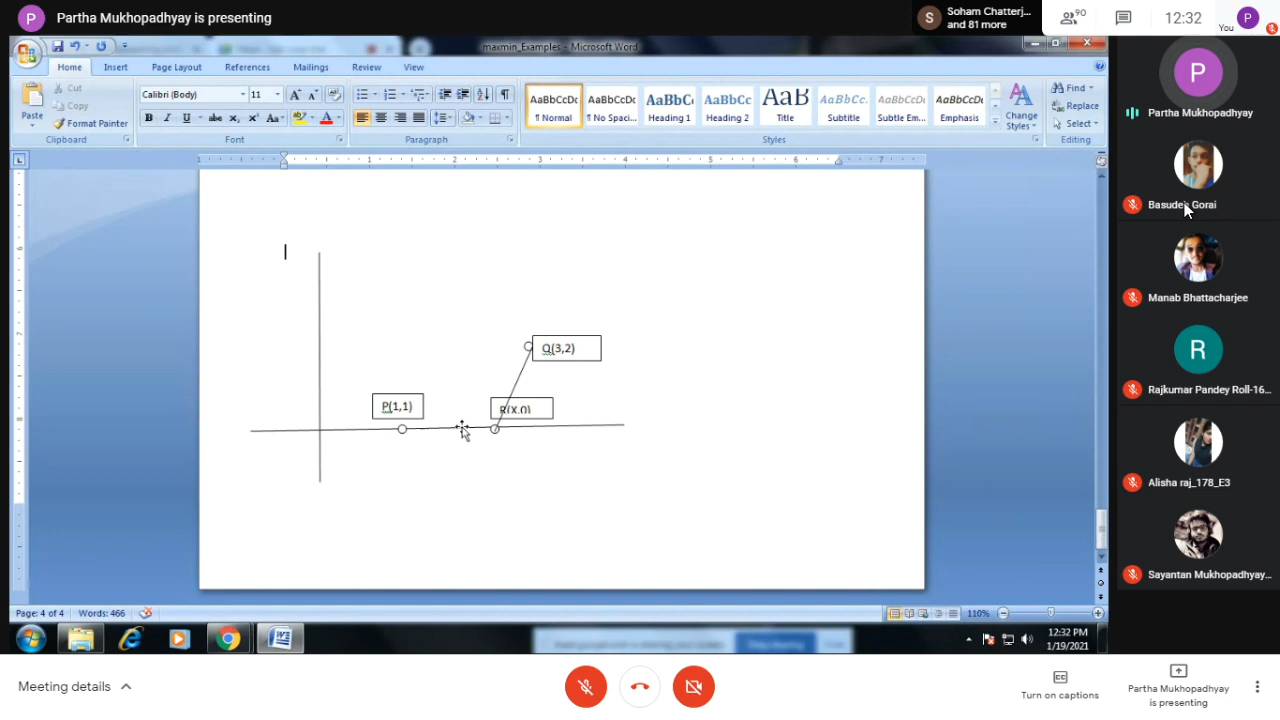 P
Partha Mukhopadhyay is presenting
S
Soham Chatterj...
and 81 more
90
12:32
You
P
maxmin_Examples - Microsoft Word
Home
Insert
Page Layout
References
Mailings
Review
View
Cut
Copy
Format Painter
Paste
Clipboard
Calibri (Body)
11
Font
Paragraph
AaBbCcDc
¶ Normal
AaBbCcDc
¶ No Spaci...
AaBbC
Heading 1
AaBbCc
Heading 2
AaB
Title
AaBbCc.
Subtitle
AaBbCcDt
Subtle Em...
AaBbCcDt
Emphasis
Styles
Change
Styles
Find
Replace
Select
Editing
Q(3,2)
P(1,1)
R(X,0)
Page: 4 of 4
Words: 466
110%
12:32 PM
1/19/2021
P
Partha Mukhopadhyay
Basudeb Gorai
Manab Bhattacharjee
R
Rajkumar Pandey Roll-16...
Alisha raj_178_E3
Sayantan Mukhopadhyay...
Meeting details
Turn on captions
Partha Mukhopadhyay
is presenting